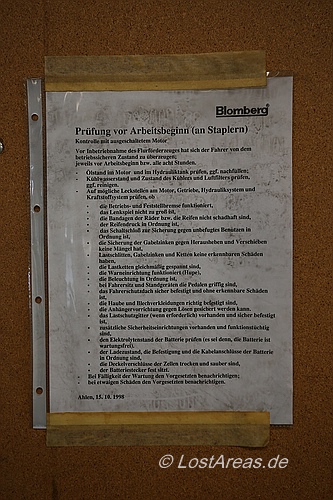 Blomberg
Prüfung vor Arbeitsbeginn (an Staplern)
Kontrolle mit ausgeschaltetem Motor
Vor Inbetriebnahme des Flurförderzeuges hat sich der Fahrer von dem
betriebssicheren Zustand zu überzeugen;
jeweils vor Arbeitsbeginn bzw. alle acht Stunden.
Ölstand im Motor und im Hydrauliktank prüfen, ggf. nachfüllen;
Kühlwasserstand und Zustand des Kühlers und Luftfilters prüfen,
ggf. reinigen.
Auf mögliche Leckstellen am Motor, Getriebe, Hydrauliksystem und
Kraftstoffsystem prüfen, ob
die Betriebs- und Feststellbremse funktioniert,
das Lenkspiel nicht zu groß ist,
die Bandagen der Räder bzw. die Reifen nicht schadhaft sind,
der Reifendruck in Ordnung ist,
das Schaltschloß zur Sicherung gegen unbefugten Benützen in
Ordnung ist,
die Sicherung der Gabelzinken gegen Herausheben und Verschieben
keine Mängel hat,
Lastschlitten, Gabelzinken und Ketten keine erkennbaren Schäden
haben,
die Lastketten gleichmäßig gespannt sind,
die Warneinrichtung funktioniert (Hupe),
die Beleuchtung in Ordnung ist,
bei Fahrersitz und Standgeräten die Pedalen griffig sind,
das Fahrerschutzdach sicher befestigt und ohne erkennbare Schäden
ist,
die Haube und Blechverkleidungen richtig befestigt sind,
die Anhängervorrichtung gegen Lösen gesichert werden kann.
das Lastschutzgitter (wenn erforderlich) vorhanden und sicher befestigt
ist,
zusätzliche Sicherheitseinrichtungen vorhanden und funktionstüchtig
sind,
den Elektrolytenstand der Batterie prüfen (es sei denn, die Batterie ist
wartungsfrei).
der Ladezustand, die Befestigung und die Kabelanschlüsse der Batterie
in Ordnung sind.
die Deckelverschlüsse der Zellen trocken und sauber sind,
der Batteriestecker fest sitzt.
Bei Fälligkeit der Wartung den Vorgesetzten benachrichtigen;
bei etwaigen Schäden den Vorgesetzten benachrichtigen.
Ahlen, 15. 10. 1998
© LostAreas.de